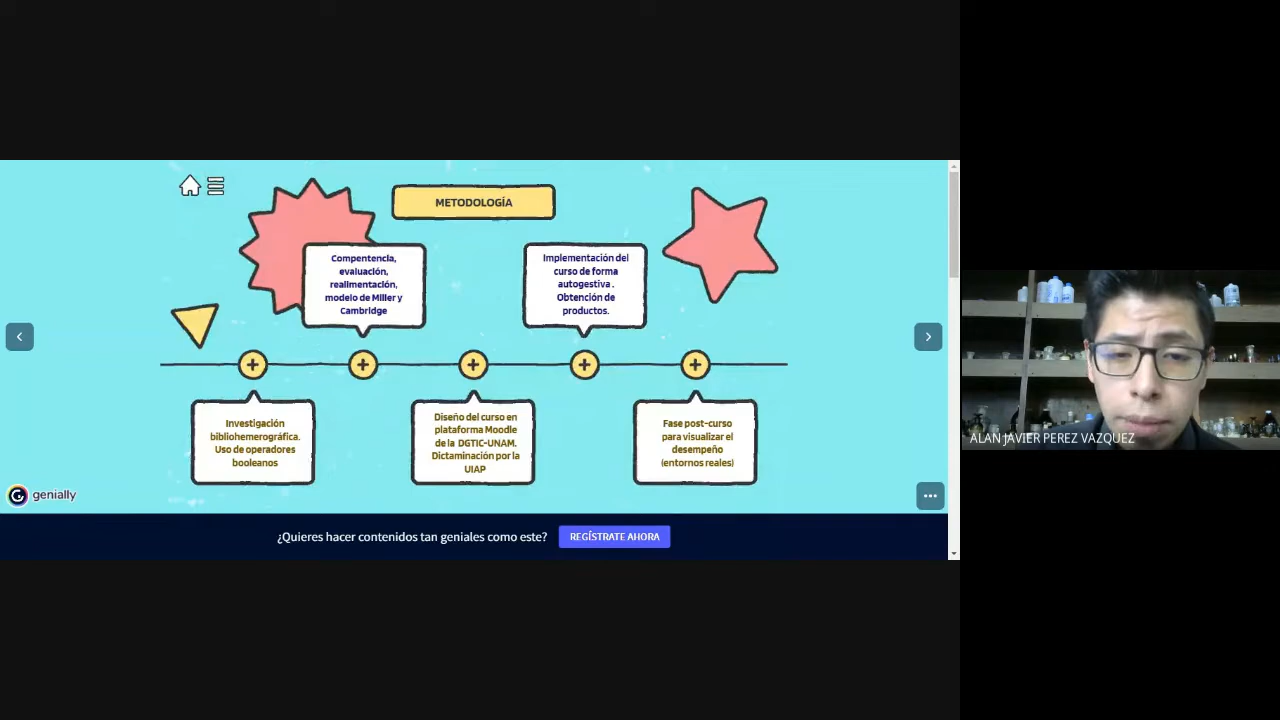 METODOLOGÍA
Compentencia,
evaluación,
realimentación,
modelo de Miller y
Cambridge
Implementación del
curso de forma
autogestiva .
Obtención de
productos.
Investigación
bibliohemerográfica.
Uso de operadores
booleanos
Diseño del curso en
plataforma Moodle
de la DGTIC-UNAM.
Dictaminación por la
UIAP
Fase post-curso
para visualizar el
desempeño
(entornos reales)
genially
¿Quieres hacer contenidos tan geniales como este?
REGÍSTRATE AHORA
ALAN JAVIER PEREZ VAZQUEZ